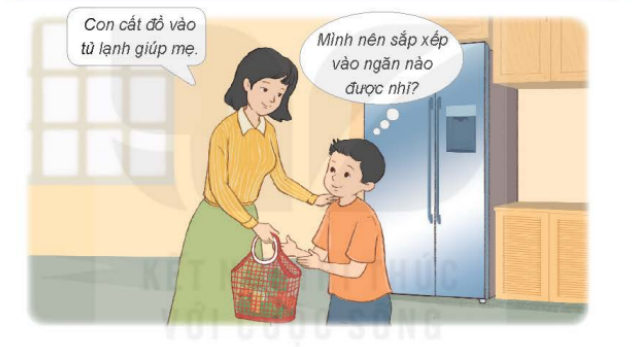 Con cất đồ vào
tủ lạnh giúp mẹ.
Mình nên sắp xếp
vào ngăn nào
được nhỉ?
KẾT NỐI TRI THỨC
VỚI CUỘC SỐNG